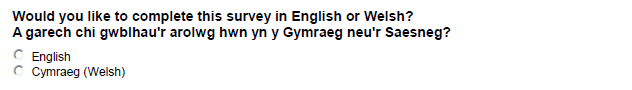 Would you like to complete this survey in English or Welsh?
A garech chi gwblhau'r arolwg hwn yn y Gymraeg neu'r Saesneg?
English
Cymraeg (Welsh)